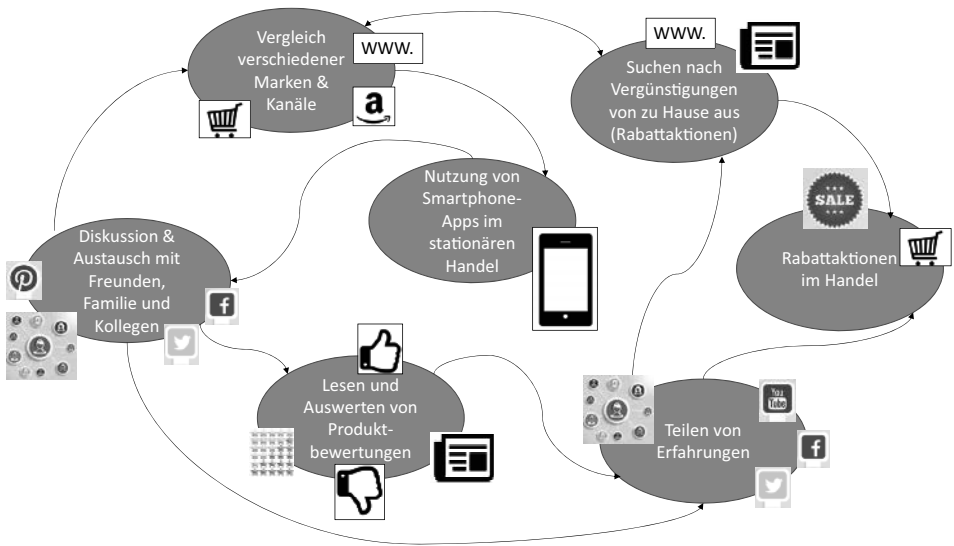 Vergleich
verschiedener
Marken &
Kanäle
WWW.
a
WWW.
Suchen nach
Vergünstigungen
von zu Hause aus
(Rabattaktionen)
Nutzung von
Smartphone-
Apps im
stationären
Handel
SALE
Rabattaktionen
im Handel
Diskussion &
Austausch mit
Freunden,
Familie und
Kollegen
f
Lesen und
Auswerten von
Produkt-
bewertungen
You
Tube
Teilen von
Erfahrungen
f